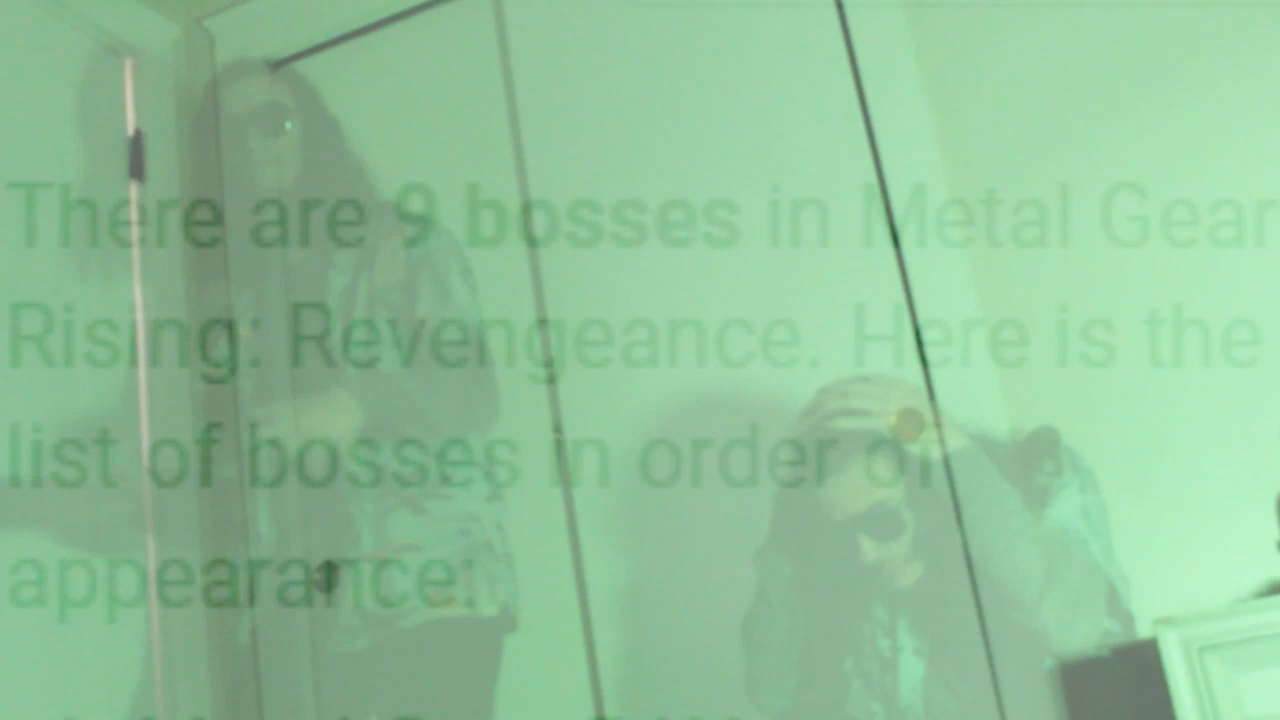 There are 9 bosses in Metal Gear
Rising: Revengeance. Here is the
list of bosses in order of
appearance: